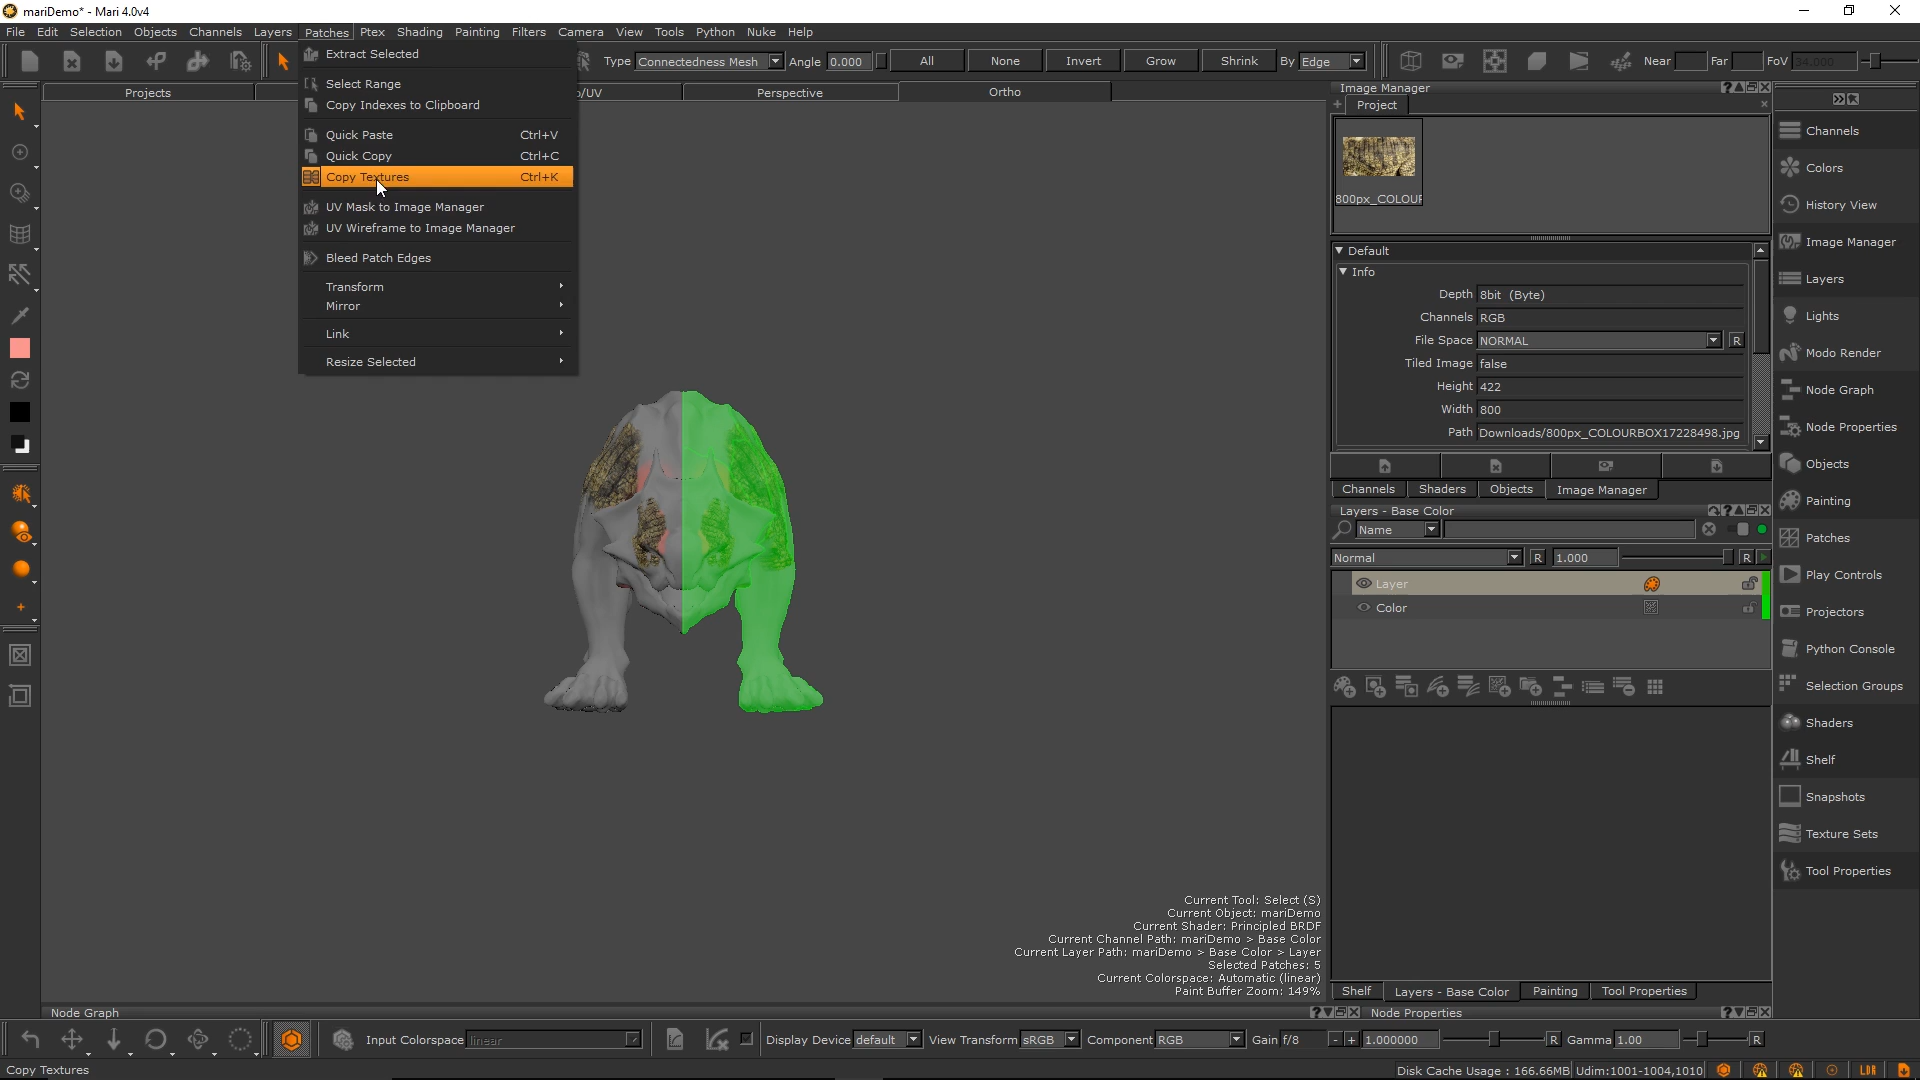 mariDemo* - Mari 4.0v4
File Edit Selection Objects Channels Layers Patches Ptex Shading Painting Filters Camera View Tools Python Nuke Help
Type Connectedness Mesh Angle 0.000 All None Invert Grow Shrink By Edge Near Far FoV 34.000
Projects /UV Perspective Ortho
Extract Selected
Select Range
Copy Indexes to Clipboard
Quick Paste Ctrl+V
Quick Copy Ctrl+C
Copy Textures Ctrl+K
UV Mask to Image Manager
UV Wireframe to Image Manager
Bleed Patch Edges
Transform
Mirror
Link
Resize Selected
Image Manager
Project
800px_COLOUR
Default
Info
Depth 8bit (Byte)
Channels RGB
File Space NORMAL R
Tiled Image false
Height 422
Width 800
Path Downloads/800px_COLOURBOX17228498.jpg
Channels Shaders Objects Image Manager
Layers - Base Color
Name
Normal R 1.000 R
Layer
Color
Shelf Layers - Base Color Painting Tool Properties
Channels
Colors
History View
Image Manager
Layers
Lights
Modo Render
Node Graph
Node Properties
Objects
Painting
Patches
Play Controls
Projectors
Python Console
Selection Groups
Shaders
Shelf
Snapshots
Texture Sets
Tool Properties
Current Tool: Select (S)
Current Object: mariDemo
Current Shader: Principled BRDF
Current Channel Path: mariDemo > Base Color
Current Layer Path: mariDemo > Base Color > Layer
Selected Patches: 5
Current Colorspace: Automatic (linear)
Paint Buffer Zoom: 149%
Node Graph Node Properties
Input Colorspace linear Display Device default View Transform sRGB Component RGB Gain f/8 - + 1.000000 R Gamma 1.00 R
Copy Textures Disk Cache Usage : 166.66MB Udim:1001-1004,1010 LDR